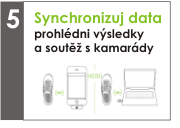 5 Synchronizuj data
prohlédni výsledky
a soutěž s kamarády